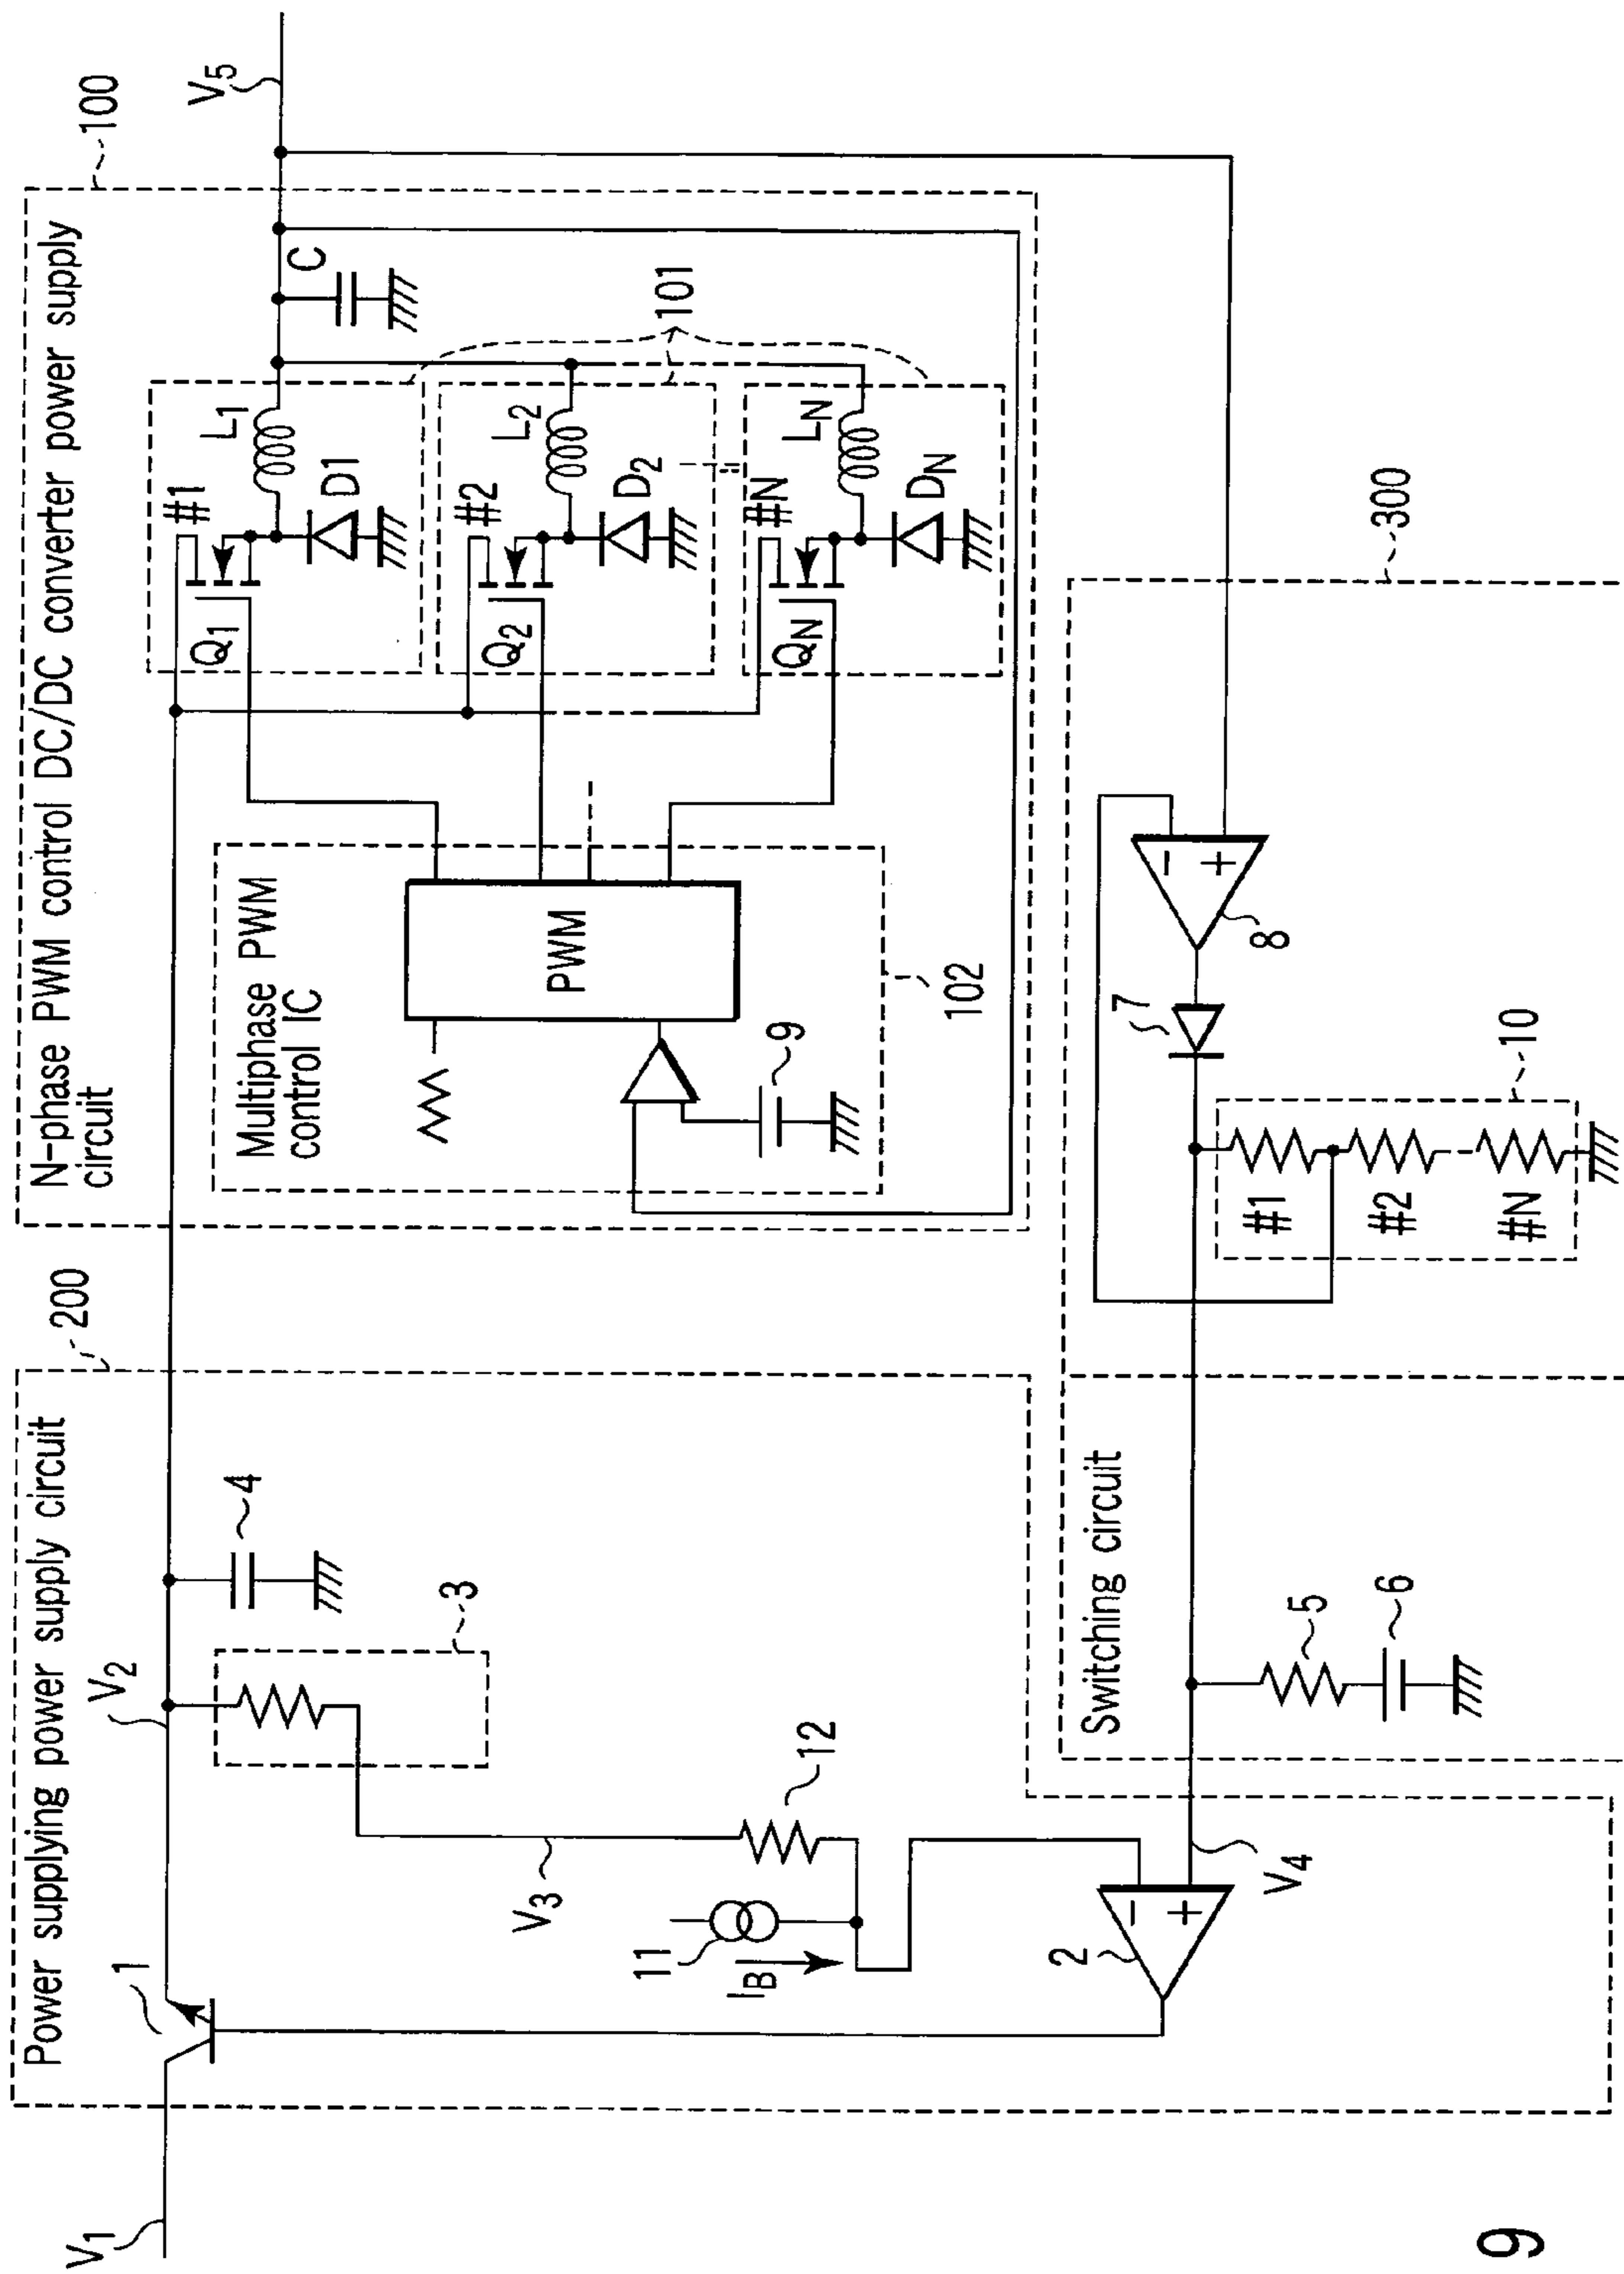 V1
Power supplying power supply circuit
200
1
V2
4
3
12
V3
11
IB
2
V4
N-phase PWM control DC/DC converter power supply
circuit
100
V5
Multiphase PWM
control IC
PWM
9
102
Q1
#1
L1
D1
C
101
Q2
#2
L2
D2
QN
#N
LN
DN
Switching circuit
5
6
300
7
8
-
+
-
+
10
#1
#2
#N
9